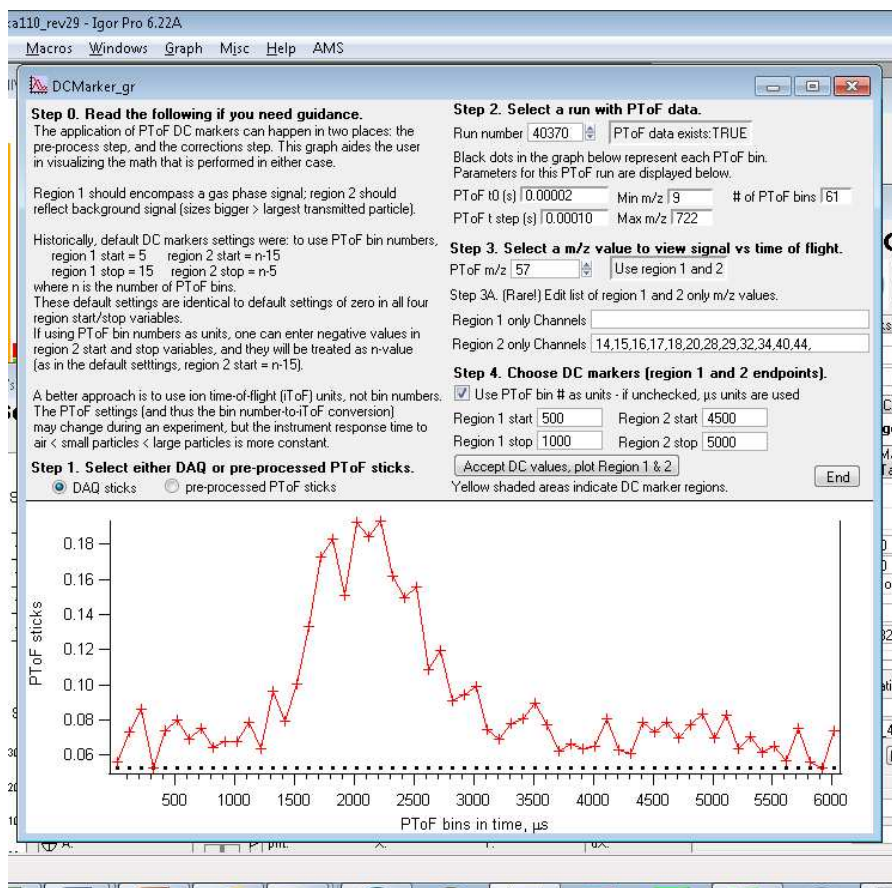 ka110_rev29 - Igor Pro 6.22A
Macros Windows Graph Misc Help AMS
DCMarker_gr
Step 0. Read the following if you need guidance.
The application of PToF DC markers can happen in two places: the
pre-process step, and the corrections step. This graph aides the user
in visualizing the math that is performed in either case.
Region 1 should encompass a gas phase signal; region 2 should
reflect background signal (sizes bigger > largest transmitted particle).
Historically, default DC markers settings were: to use PToF bin numbers,
region 1 start = 5 region 2 start = n-15
region 1 stop = 15 region 2 stop = n-5
where n is the number of PToF bins.
These default settings are identical to default settings of zero in all four
region start/stop variables.
If using PToF bin numbers as units, one can enter negative values in
region 2 start and stop variables, and they will be treated as n-value
(as in the default setttings, region 2 start = n-15).
A better approach is to use ion time-of-flight (iToF) units, not bin numbers.
The PToF settings (and thus the bin number-to-iToF conversion)
may change during an experiment, but the instrument response time to
air < small particles < large particles is more constant.
Step 1. Select either DAQ or pre-processed PToF sticks.
DAQ sticks pre-processed PToF sticks
Step 2. Select a run with PToF data.
Run number 40370 PToF data exists:TRUE
Black dots in the graph below represent each PToF bin.
Parameters for this PToF run are displayed below.
PToF t0 (s) 0.00002 Min m/z 9 # of PToF bins 61
PToF t step (s) 0.00010 Max m/z 722
Step 3. Select a m/z value to view signal vs time of flight.
PToF m/z 57 Use region 1 and 2
Step 3A. (Rare!) Edit list of region 1 and 2 only m/z values.
Region 1 only Channels
Region 2 only Channels 14,15,16,17,18,20,28,29,32,34,40,44,
Step 4. Choose DC markers (region 1 and 2 endpoints).
Use PToF bin # as units - if unchecked, µs units are used
Region 1 start 500 Region 2 start 4500
Region 1 stop 1000 Region 2 stop 5000
Accept DC values, plot Region 1 & 2
End
Yellow shaded areas indicate DC marker regions.
0.18
0.16
0.14
0.12
0.10
0.08
0.06
PToF sticks
500 1000 1500 2000 2500 3000 3500 4000 4500 5000 5500 6000
PToF bins in time, µs